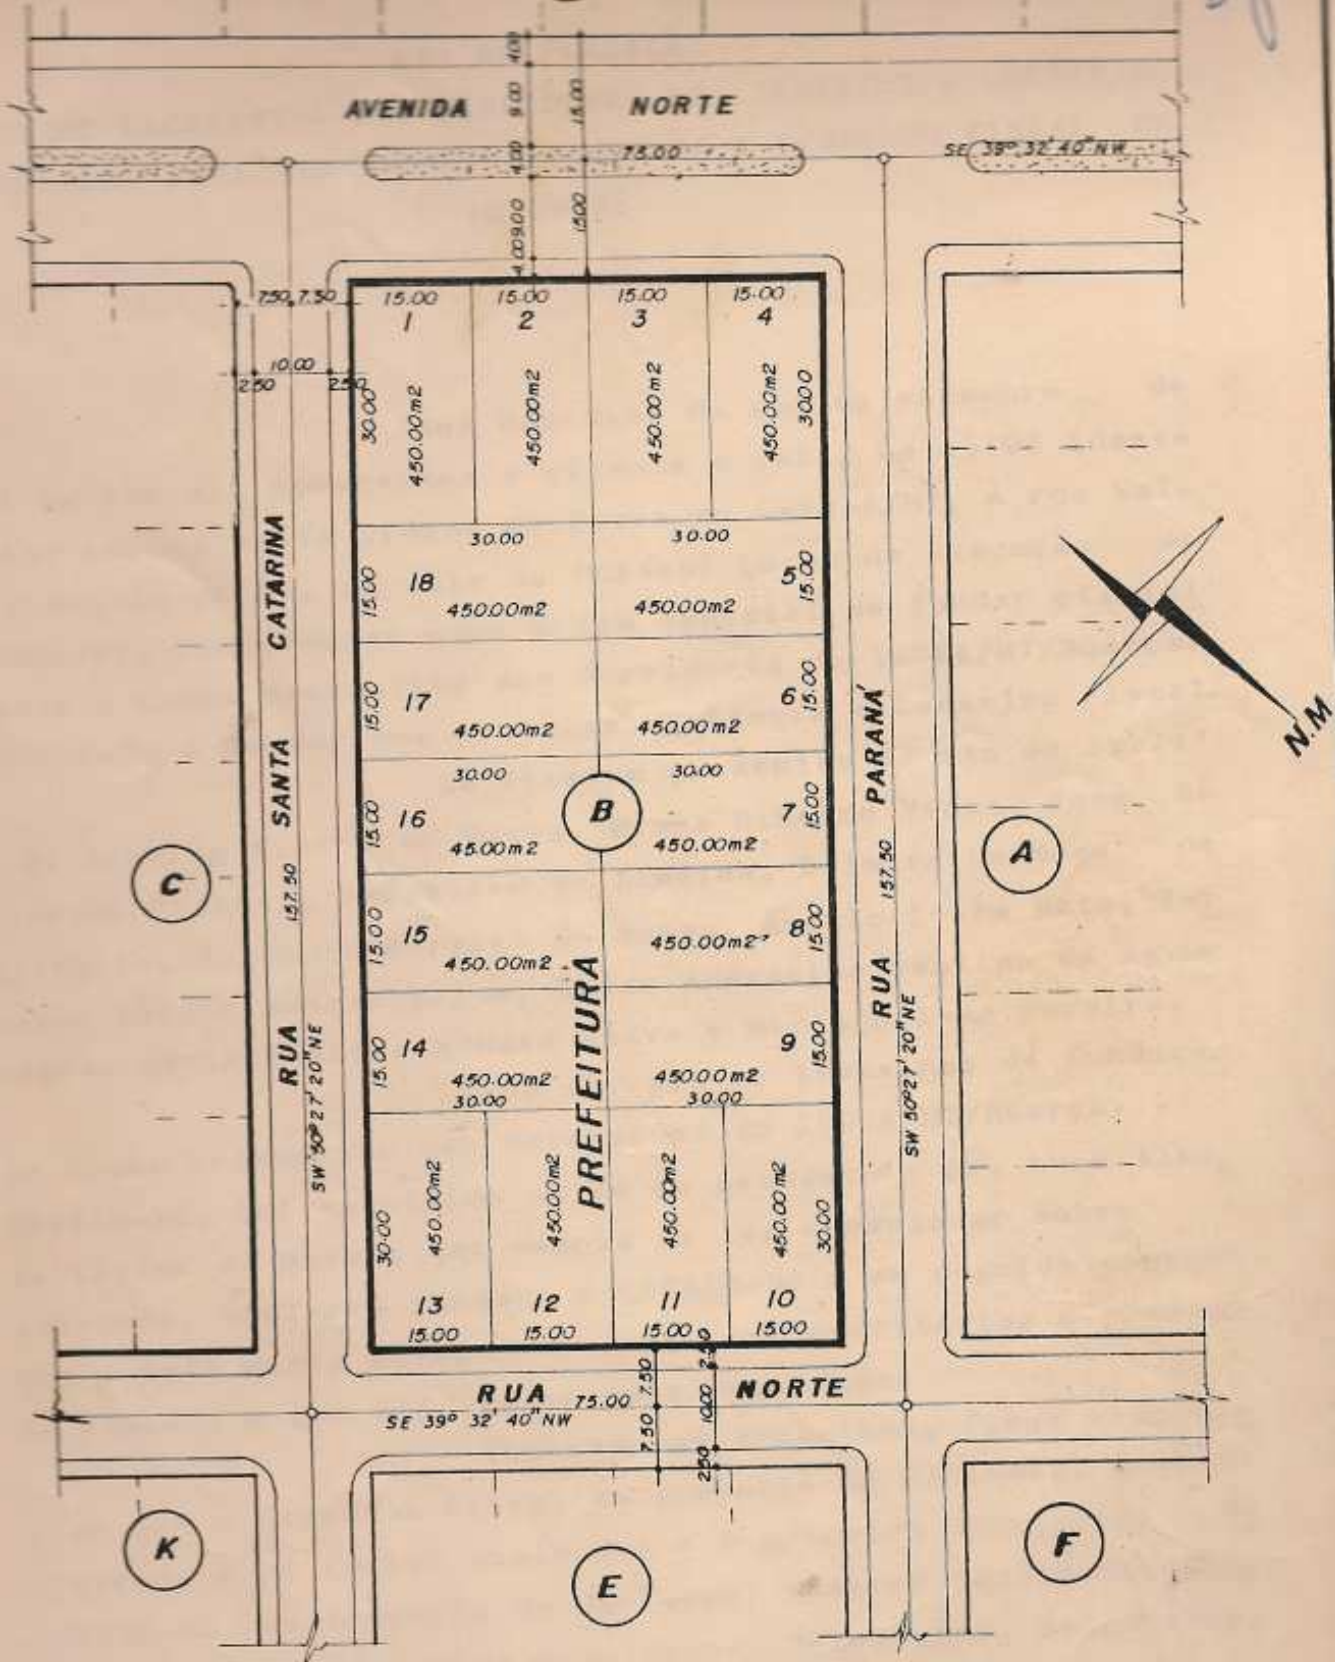 AVENIDA NORTE
4.00
9.00
15.00
4.00
75.00
SE 39° 32' 40" NW
9.00
15.00
4.00
7.50 7.50
15.00 15.00 15.00 15.00
1 2 3 4
10.00
2.50 2.50
30.00 450.00m2 450.00m2 450.00m2 450.00m2 30.00
30.00 30.00
15.00 18 450.00m2 450.00m2 5 15.00
15.00 17 450.00m2 450.00m2 6 15.00
30.00 30.00
15.00 16 45.00m2 450.00m2 7 15.00
B
15.00 15 450.00m2 450.00m2 8 15.00
15.00 14 450.00m2 450.00m2 9 15.00
30.00 30.00
PREFEITURA
30.00 450.00m2 450.00m2 450.00m2 450.00m2 30.00
13 12 11 10
15.00 15.00 15.00 15.00
RUA SANTA CATARINA
157.50
SW 50° 27' 20" NE
RUA PARANÁ
157.50
SW 50° 27' 20" NE
C
A
N.M
RUA NORTE
75.00
SE 39° 32' 40" NW
7.50
7.50
2.50
10.00
2.50
K
E
F